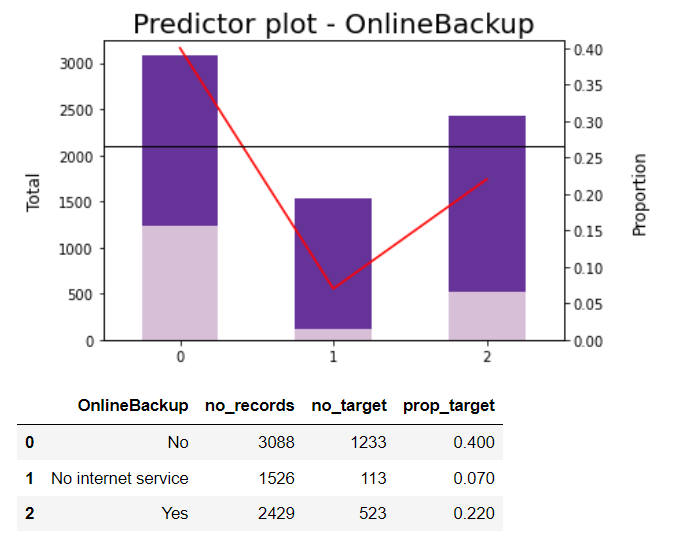 Predictor plot - OnlineBackup
3000
2500
2000
1500
1000
500
0
Total
0.40
0.35
0.30
0.25
0.20
0.15
0.10
0.05
0.00
Proportion
0 1 2
OnlineBackup no_records no_target prop_target
0 No 3088 1233 0.400
1 No internet service 1526 113 0.070
2 Yes 2429 523 0.220